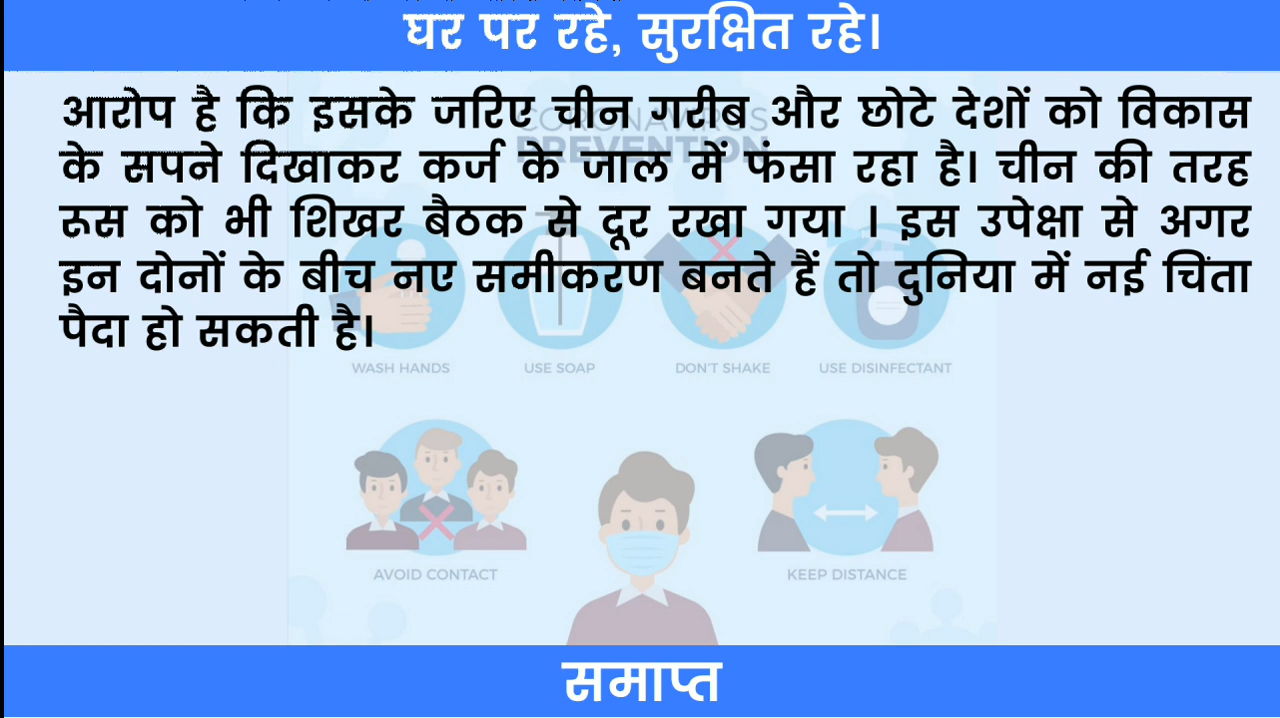 घर पर रहे, सुरक्षित रहे।
आरोप है कि इसके जरिए चीन गरीब और छोटे देशों को विकास
के सपने दिखाकर कर्ज के जाल में फंसा रहा है। चीन की तरह
रूस को भी शिखर बैठक से दूर रखा गया । इस उपेक्षा से अगर
इन दोनों के बीच नए समीकरण बनते हैं तो दुनिया में नई चिंता
पैदा हो सकती है।
CORONAVIRUS
PREVENTION
WASH HANDS
USE SOAP
DON'T SHAKE
USE DISINFECTANT
AVOID CONTACT
KEEP DISTANCE
समाप्त